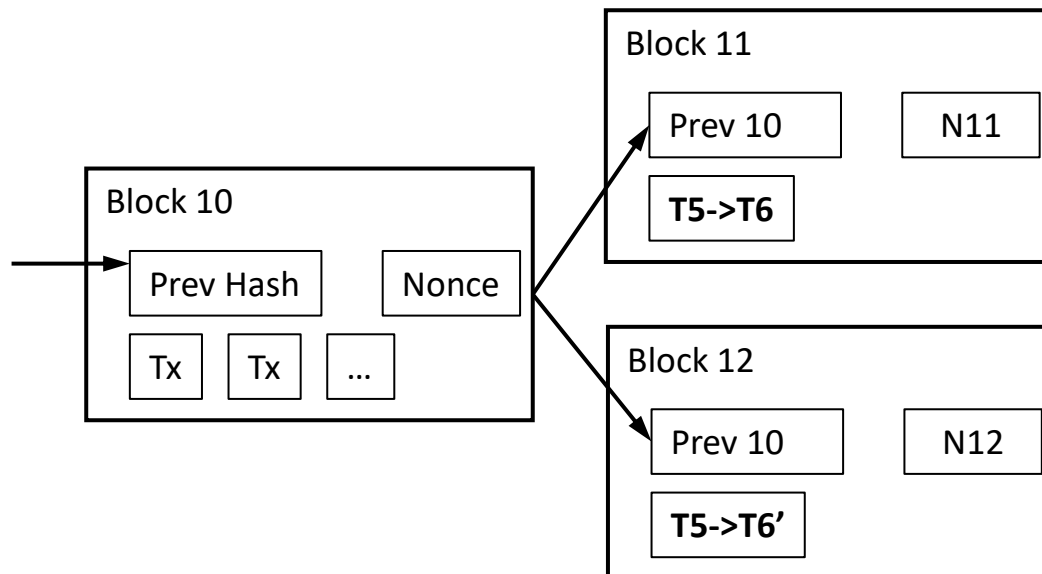 Block 10
Prev Hash
Nonce
Tx
Tx
...
Block 11
Prev 10
N11
T5->T6
Block 12
Prev 10
N12
T5->T6’